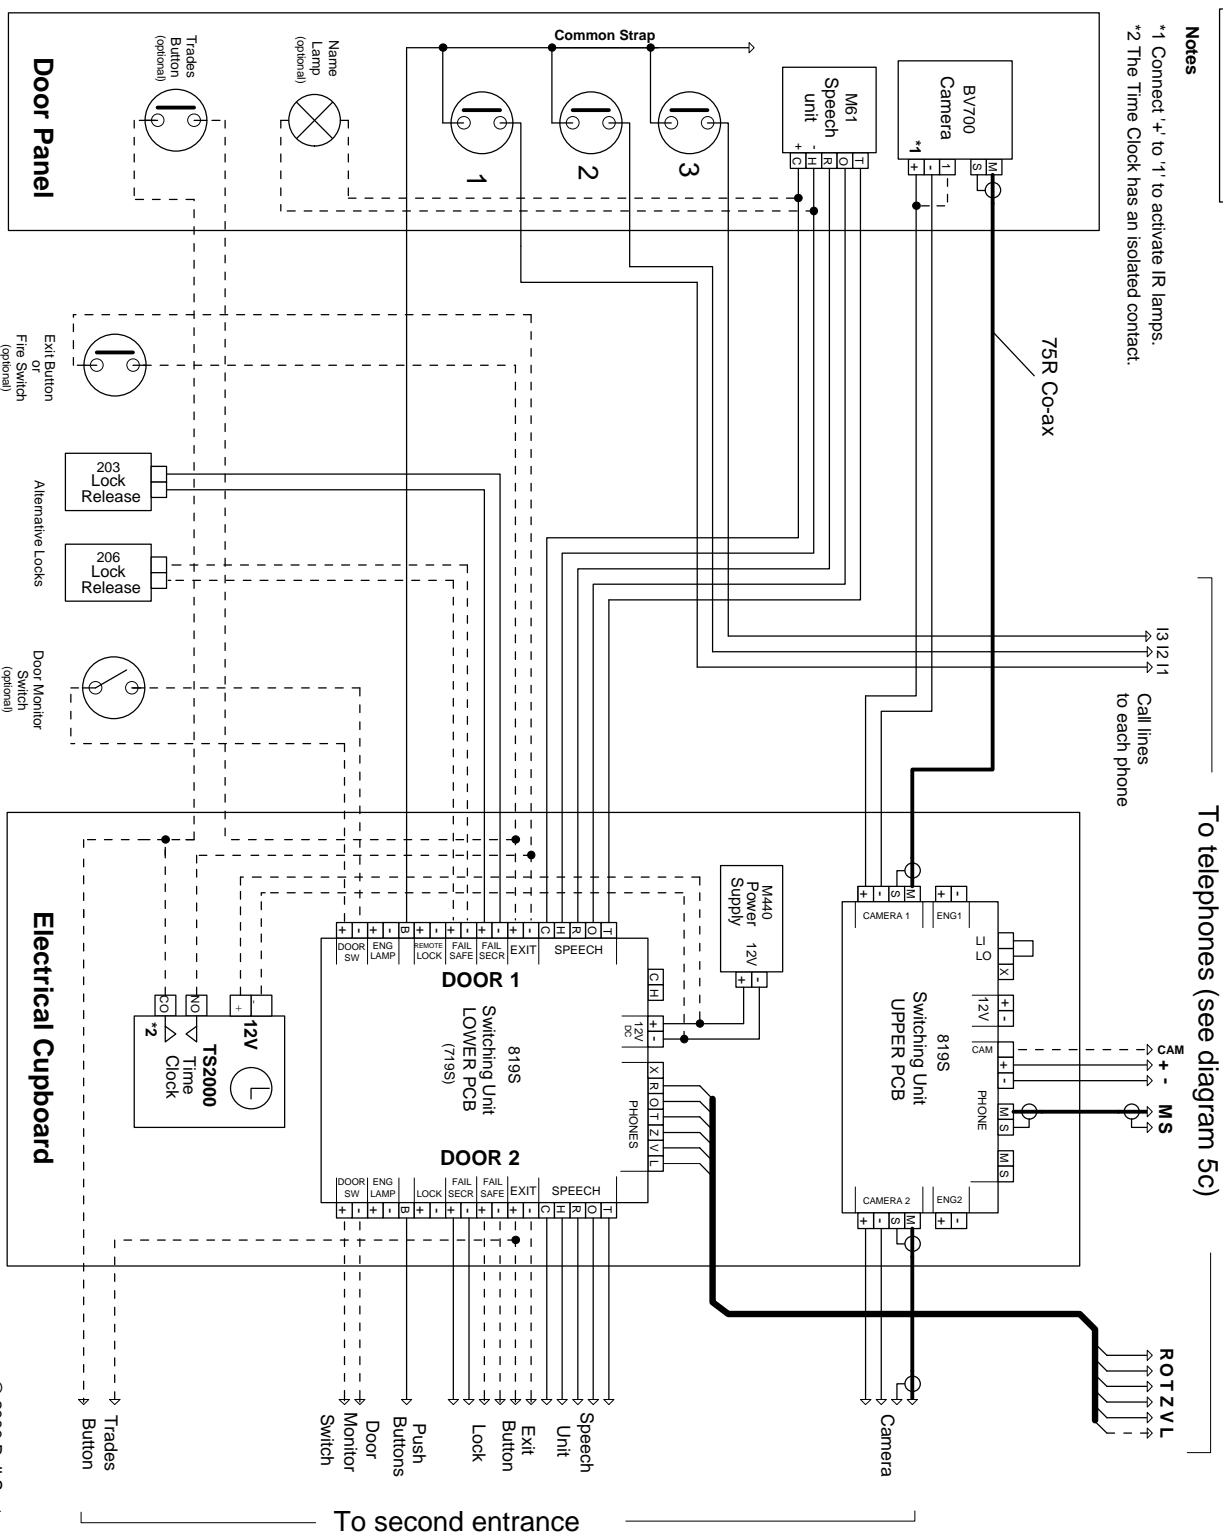 Notes
*1 Connect '+' to '1' to activate IR lamps.
*2 The Time Clock has an isolated contact.
75R Co-ax
To telephones (see diagram 5c)
Door Panel
Trades
Button
(optional)
Name
Lamp
(optional)
Common Strap
1
2
3
M61
Speech
unit
+
-
C
H
R
O
T
BV700
Camera
*1
+
-
1
S
M
Exit Button
or
Fire Switch
(optional)
203
Lock
Release
Alternative Locks
206
Lock
Release
Door Monitor
Switch
(optional)
I3
I2
I1
Call lines
to each phone
Electrical Cupboard
TS2000
Time
Clock
12V
+
-
NO
CO
*2
M440
Power
Supply
12V
+
-
819S
Switching Unit
LOWER PCB
(719S)
DOOR 1
+
-
+
-
B
+
-
+
-
+
-
+
-
C
H
R
O
T
DOOR
SW
ENG
LAMP
REMOTE
LOCK
FAIL
SAFE
FAIL
SECR
EXIT
SPEECH
C
H
12V
DC
+
-
X
R
O
T
Z
V
L
PHONES
DOOR 2
DOOR
SW
ENG
LAMP
LOCK
FAIL
SECR
FAIL
SAFE
EXIT
SPEECH
+
-
+
-
B
+
-
+
-
+
-
+
-
C
H
R
O
T
819S
Switching Unit
UPPER PCB
+
-
S
M
CAMERA 1
+
-
ENG1
LI
LO
X
12V
+
-
CAM
+
-
PHONE
M
S
M
S
CAMERA 2
ENG2
+
-
S
M
+
-
CAM
+
-
M
S
R
O
T
Z
V
L
Camera
Speech
Unit
Exit
Button
Lock
Push
Buttons
Door
Monitor
Switch
Trades
Button
To second entrance